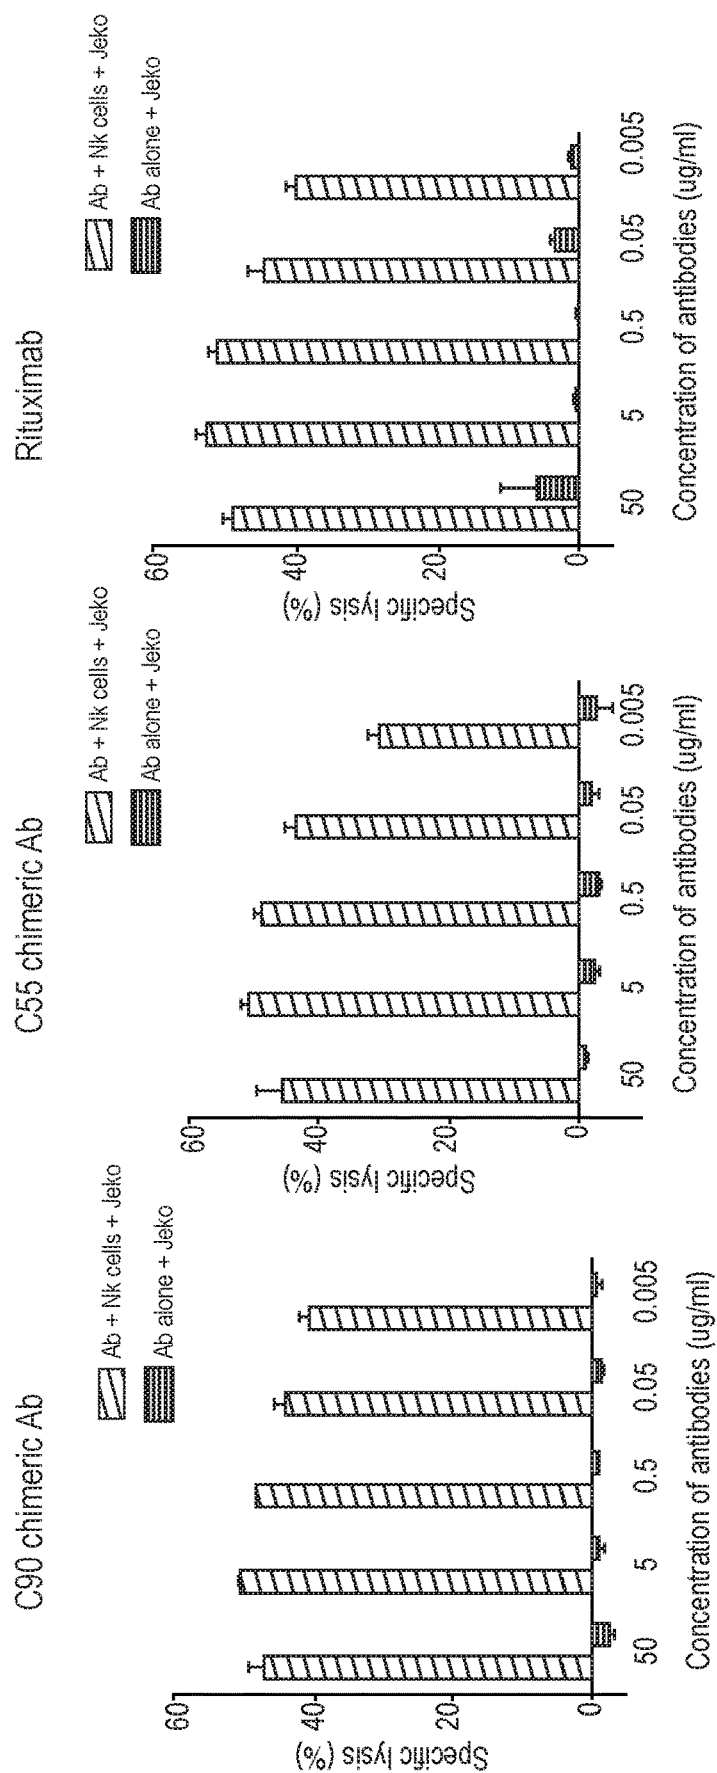 C90 chimeric Ab
Ab + Nk cells + Jeko
Ab alone + Jeko
Specific lysis (%)
60
40
20
0
50
5
0.5
0.05
0.005
Concentration of antibodies (ug/ml)
C55 chimeric Ab
Ab + Nk cells + Jeko
Ab alone + Jeko
Specific lysis (%)
60
40
20
0
50
5
0.5
0.05
0.005
Concentration of antibodies (ug/ml)
Rituximab
Ab + Nk cells + Jeko
Ab alone + Jeko
Specific lysis (%)
60
40
20
0
50
5
0.5
0.05
0.005
Concentration of antibodies (ug/ml)